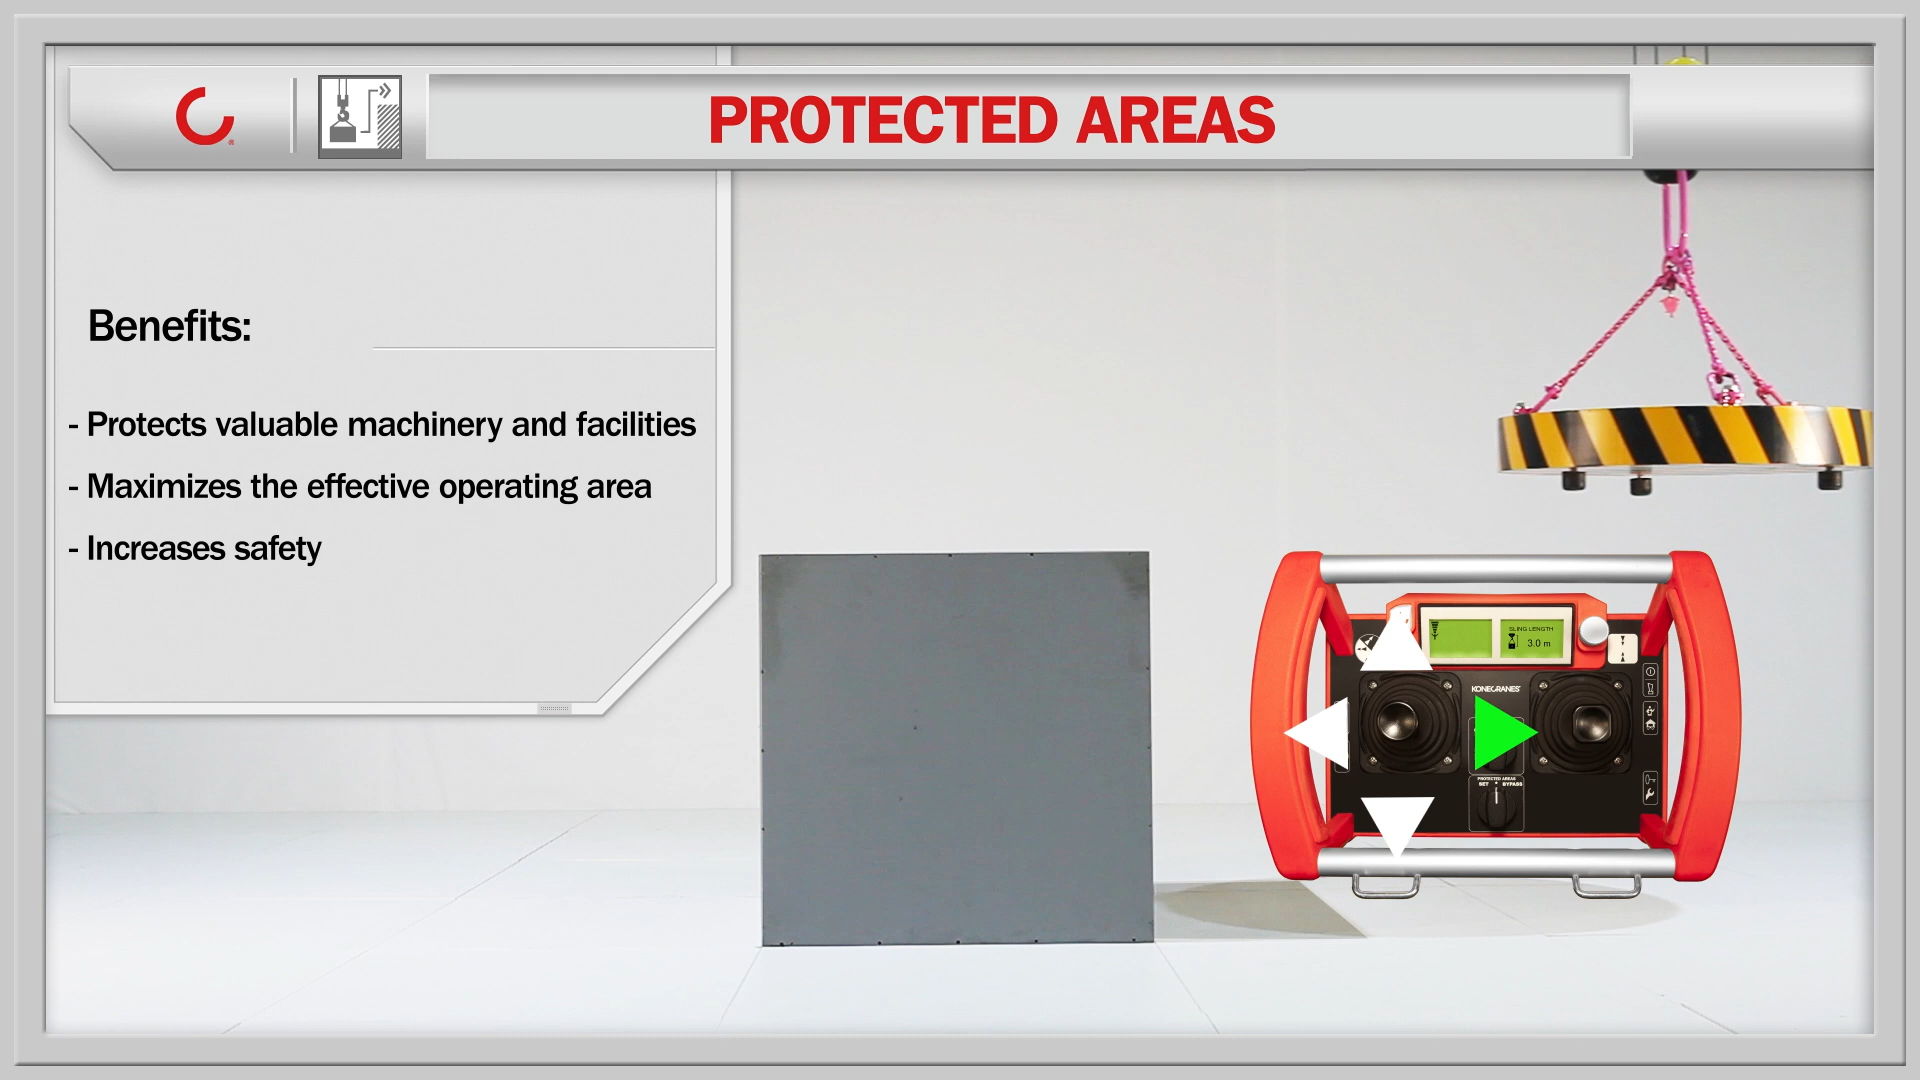 PROTECTED AREAS
Benefits:
- Protects valuable machinery and facilities
- Maximizes the effective operating area
- Increases safety
SLING LENGTH
3.0 m
KONECRANES
PROTECTED AREAS
SET BYPASS